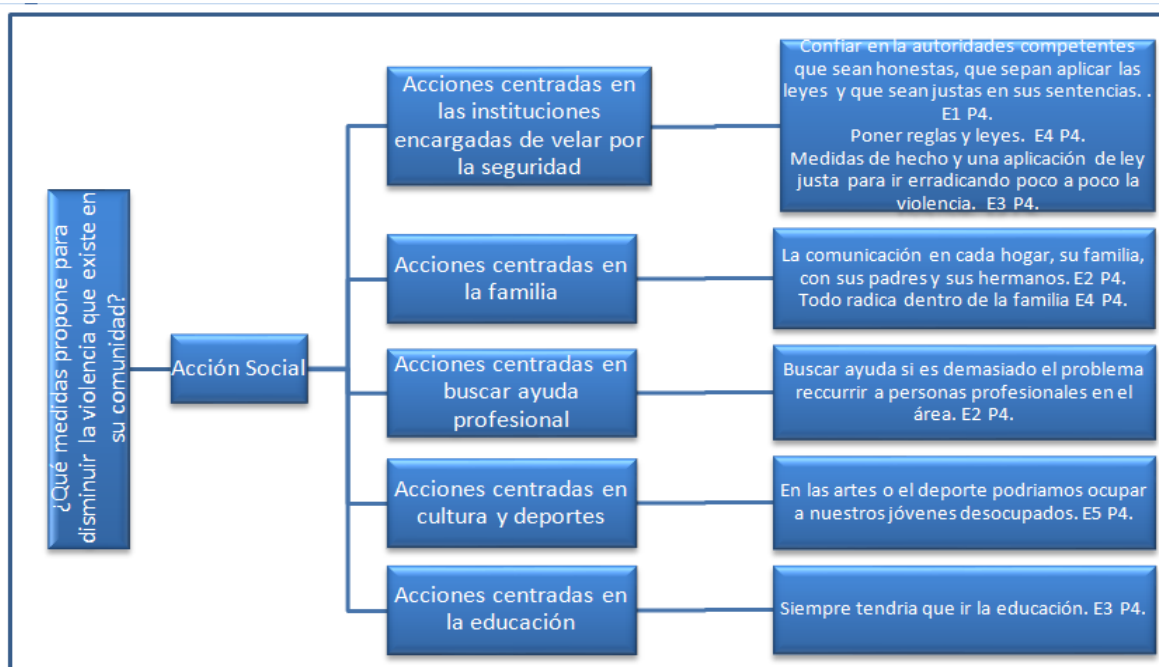 ¿Qué medidas propone para
disminuir la violencia que existe en
su comunidad?
Acción Social
Acciones centradas en
las instituciones
encargadas de velar por
la seguridad
Confiar en la autoridades competentes
que sean honestas, que sepan aplicar las
leyes y que sean justas en sus sentencias. .
E1 P4.
Poner reglas y leyes. E4 P4.
Medidas de hecho y una aplicación de ley
justa para ir erradicando poco a poco la
violencia. E3 P4.
Acciones centradas en
la familia
La comunicación en cada hogar, su familia,
con sus padres y sus hermanos. E2 P4.
Todo radica dentro de la familia E4 P4.
Acciones centradas en
buscar ayuda
profesional
Buscar ayuda si es demasiado el problema
reccurrir a personas profesionales en el
área. E2 P4.
Acciones centradas en
cultura y deportes
En las artes o el deporte podriamos ocupar
a nuestros jóvenes desocupados. E5 P4.
Acciones centradas en
la educación
Siempre tendria que ir la educación. E3 P4.